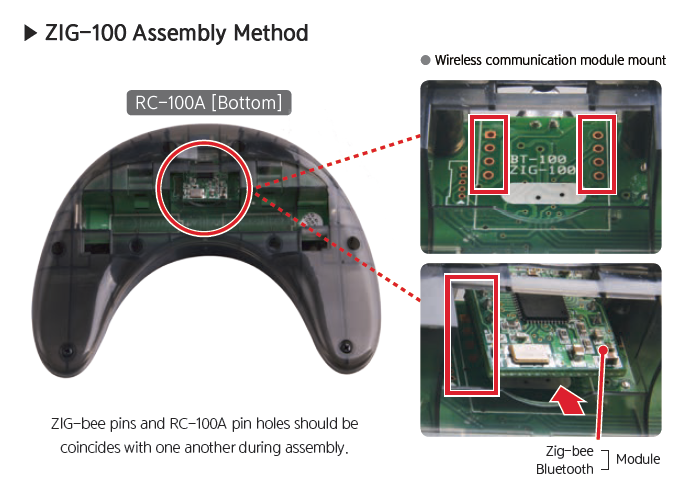 ▶ ZIG-100 Assembly Method
● Wireless communication module mount
RC-100A [Bottom]
BT-100
ZIG-100
ZIG-bee pins and RC-100A pin holes should be
coincides with one another during assembly.
Zig-bee
Bluetooth
Module